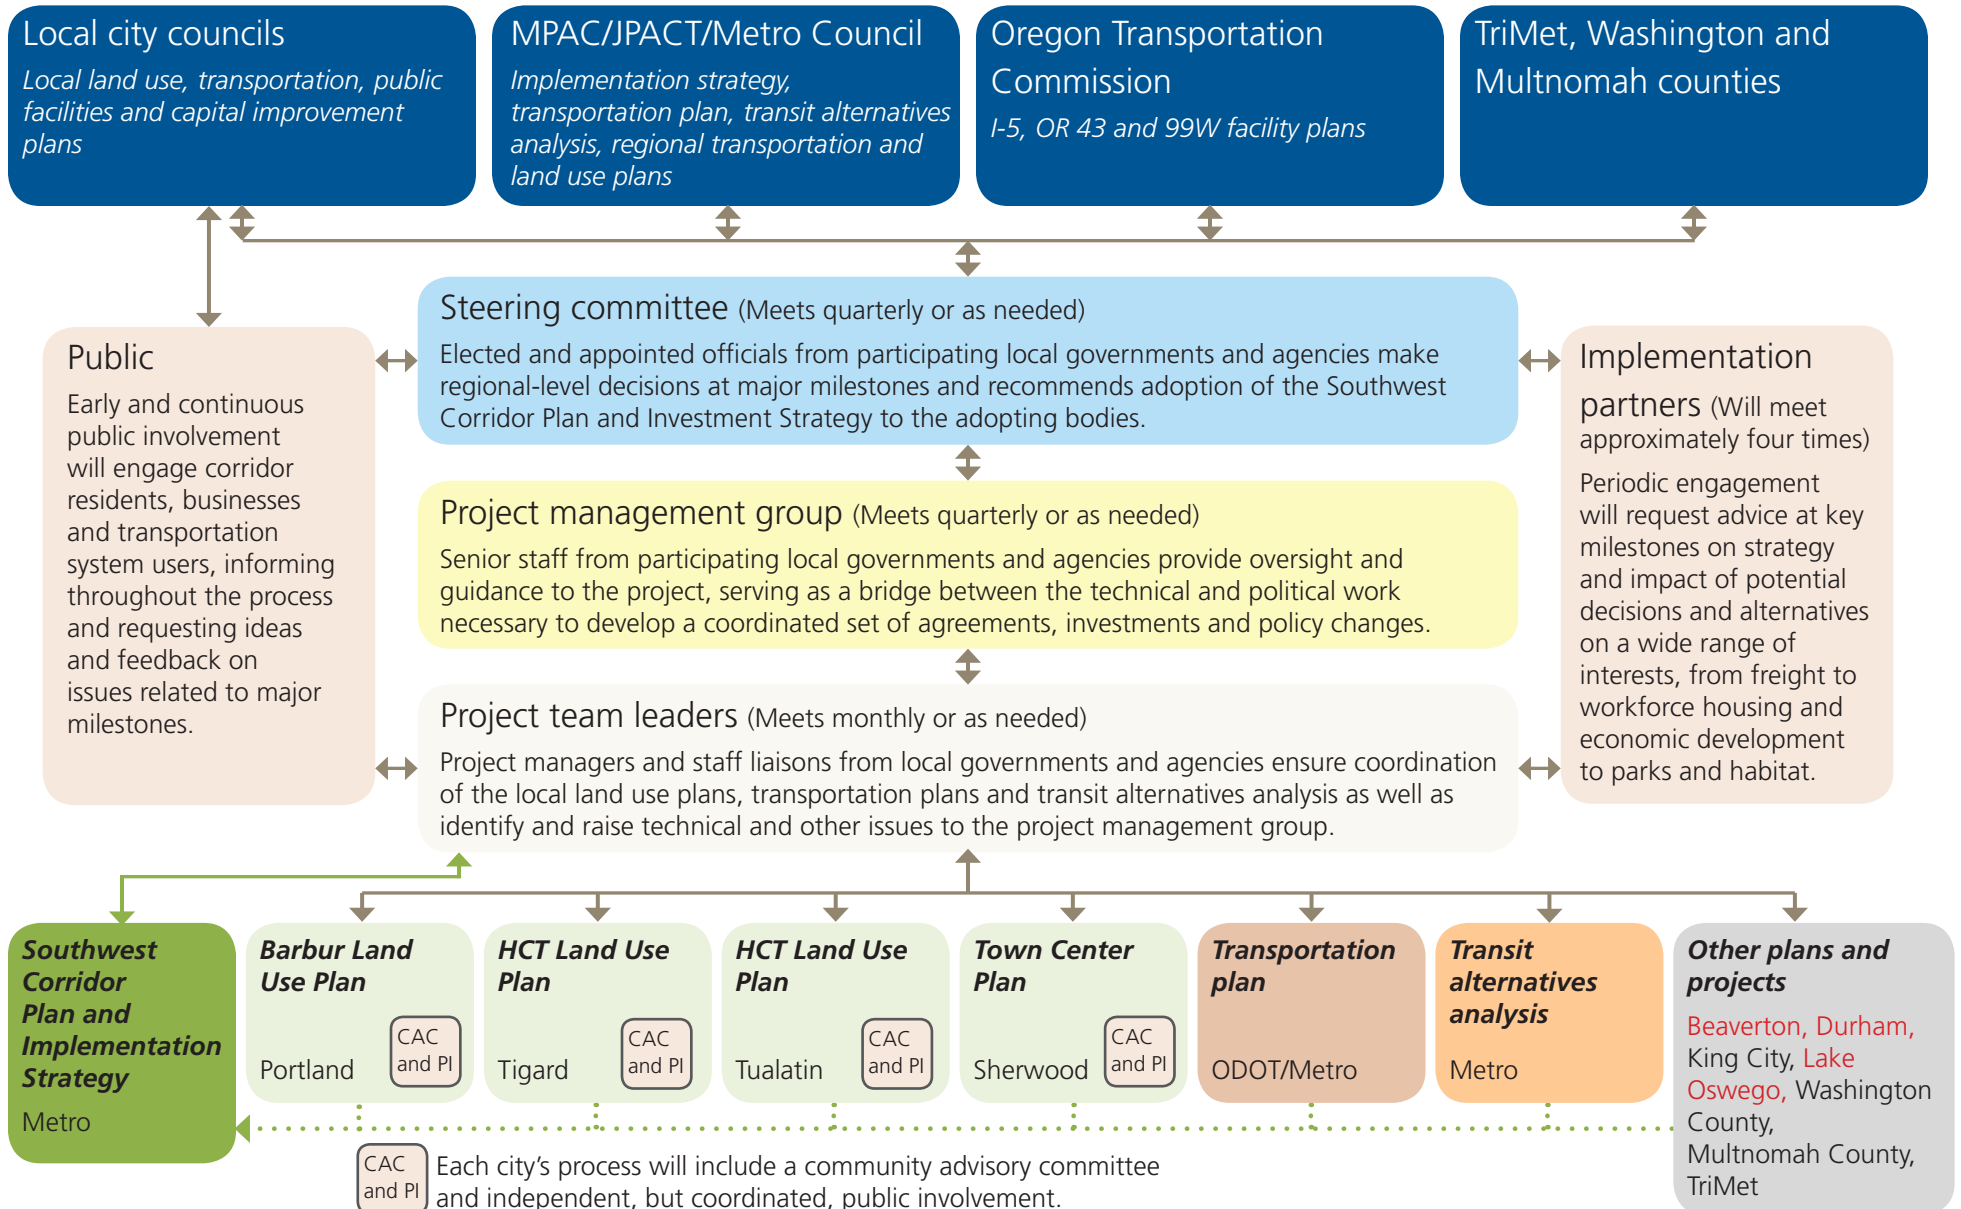 Local city councils
Local land use, transportation, public
facilities and capital improvement
plans
MPAC/JPACT/Metro Council
Implementation strategy,
transportation plan, transit alternatives
analysis, regional transportation and
land use plans
Oregon Transportation
Commission
I-5, OR 43 and 99W facility plans
TriMet, Washington and
Multnomah counties
Public
Early and continuous
public involvement
will engage corridor
residents, businesses
and transportation
system users, informing
throughout the process
and requesting ideas
and feedback on
issues related to major
milestones.
Steering committee (Meets quarterly or as needed)
Elected and appointed officials from participating local governments and agencies make
regional-level decisions at major milestones and recommends adoption of the Southwest
Corridor Plan and Investment Strategy to the adopting bodies.
Project management group (Meets quarterly or as needed)
Senior staff from participating local governments and agencies provide oversight and
guidance to the project, serving as a bridge between the technical and political work
necessary to develop a coordinated set of agreements, investments and policy changes.
Project team leaders (Meets monthly or as needed)
Project managers and staff liaisons from local governments and agencies ensure coordination
of the local land use plans, transportation plans and transit alternatives analysis as well as
identify and raise technical and other issues to the project management group.
Implementation
partners (Will meet
approximately four times)
Periodic engagement
will request advice at key
milestones on strategy
and impact of potential
decisions and alternatives
on a wide range of
interests, from freight to
workforce housing and
economic development
to parks and habitat.
Southwest
Corridor
Plan and
Implementation
Strategy
Metro
Barbur Land
Use Plan
Portland
CAC
and PI
HCT Land Use
Plan
Tigard
CAC
and PI
HCT Land Use
Plan
Tualatin
CAC
and PI
Town Center
Plan
Sherwood
CAC
and PI
Transportation
plan
ODOT/Metro
Transit
alternatives
analysis
Metro
Other plans and
projects
Beaverton, Durham,
King City, Lake
Oswego, Washington
County,
Multnomah County,
TriMet
CAC
and PI
Each city's process will include a community advisory committee
and independent, but coordinated, public involvement.